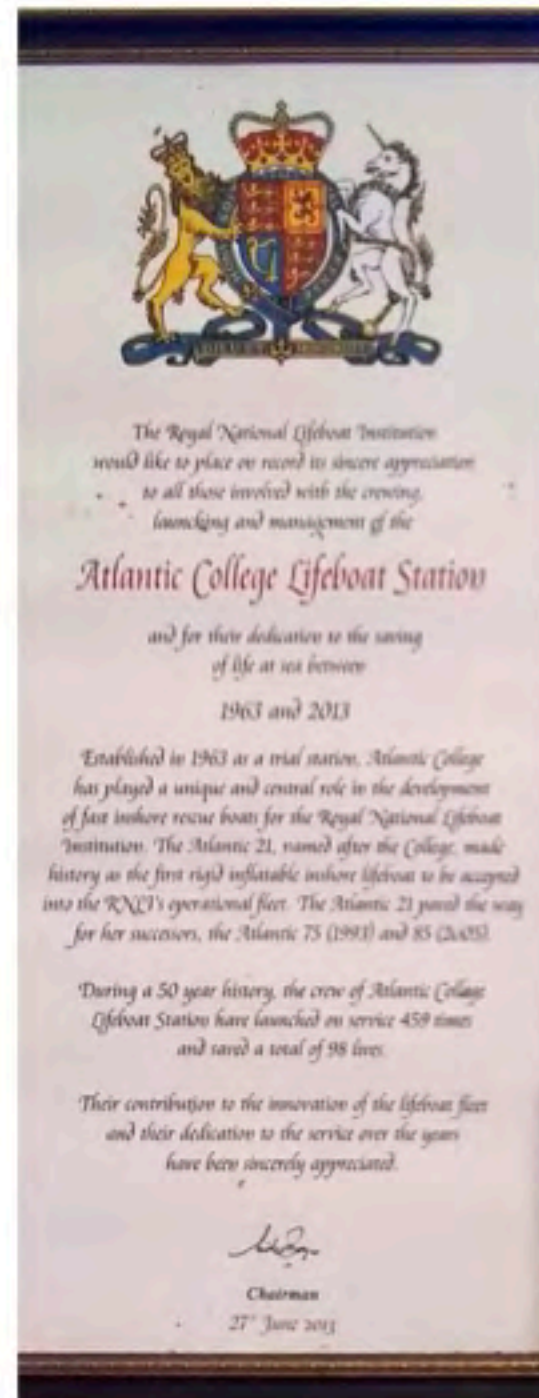 The Royal National Lifeboat Institution
would like to place on record its sincere appreciation
to all those involved with the crewing,
launching and management of the
Atlantic College Lifeboat Station
and for their dedication to the saving
of life at sea between
1963 and 2013
Established in 1963 as a trial station, Atlantic College
has played a unique and central role in the development
of fast inshore rescue boats for the Royal National Lifeboat
Institution. The Atlantic 21, named after the College, made
history as the first rigid inflatable inshore lifeboat to be accepted
into the RNLI's operational fleet. The Atlantic 21 paved the way
for her successors, the Atlantic 75 (1993) and 85 (2005).
During a 50 year history, the crew of Atlantic College
Lifeboat Station have launched on service 459 times
and saved a total of 98 lives.
Their contribution to the innovation of the lifeboat fleet
and their dedication to the service over the years
have been sincerely appreciated.
Chairman
27th June 2013